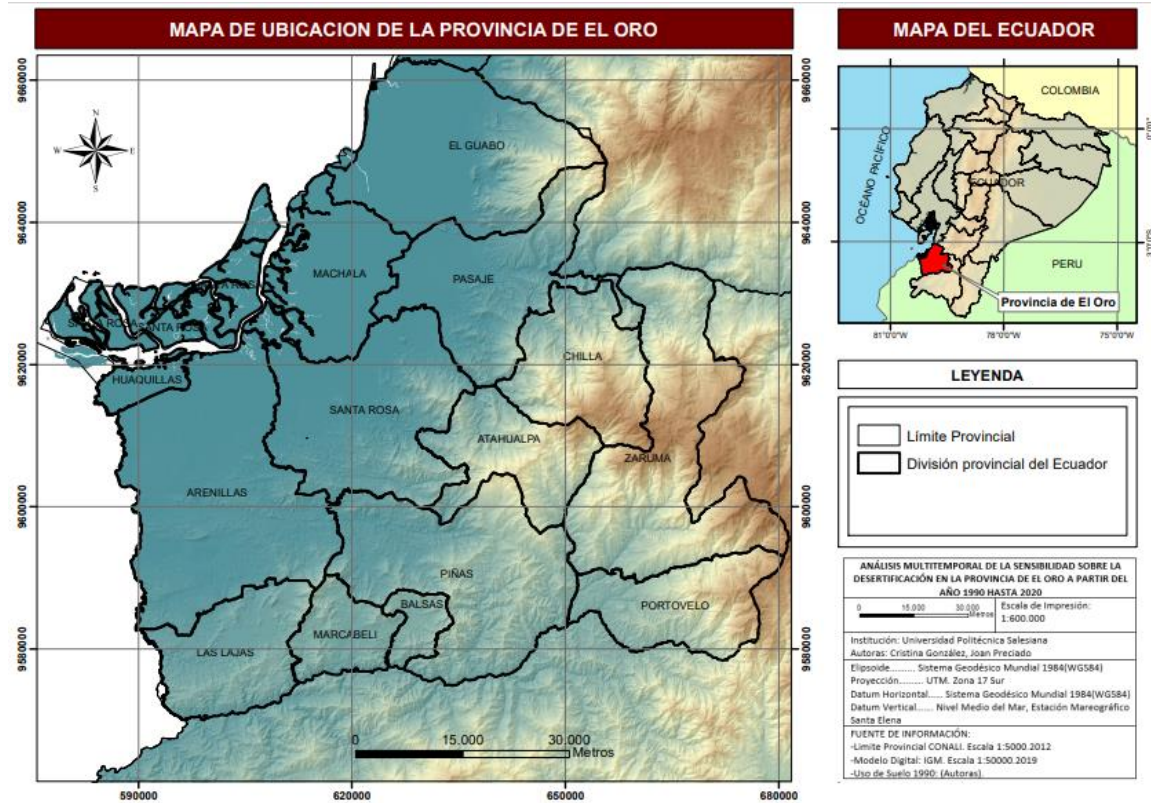 MAPA DE UBICACION DE LA PROVINCIA DE EL ORO
9660000
9640000
9620000
9600000
9580000
N
W
E
S
EL GUABO
MACHALA
PASAJE
SANTA ROSA
SANTA ROSA
HUAQUILLAS
CHILLA
SANTA ROSA
ATAHUALPA
ZARUMA
ARENILLAS
PIÑAS
BALSAS
PORTOVELO
MARCABELI
LAS LAJAS
0
15.000
30.000
Metros
590000
620000
650000
680000
MAPA DEL ECUADOR
COLOMBIA
OCÉANO PACÍFICO
ECUADOR
PERU
Provincia de El Oro
0°0'0"
3°0'0"S
81°0'0"W
78°0'0"W
75°0'0"W
LEYENDA
Límite Provincial
División provincial del Ecuador
ANÁLISIS MULTITEMPORAL DE LA SENSIBILIDAD SOBRE LA
DESERTIFICACIÓN EN LA PROVINCIA DE EL ORO A PARTIR DEL
AÑO 1990 HASTA 2020
0 15.000 30.000 Metros
Escala de Impresión:
1:600.000
Institución: Universidad Politécnica Salesiana
Autoras: Cristina González, Joan Preciado
Elipsoide......... Sistema Geodésico Mundial 1984(WGS84)
Proyección......... UTM. Zona 17 Sur
Datum Horizontal..... Sistema Geodésico Mundial 1984(WGS84)
Datum Vertical...... Nivel Medio del Mar, Estación Mareográfico
Santa Elena
FUENTE DE INFORMACIÓN:
-Limite Provincial CONALI. Escala 1:5000.2012
-Modelo Digital: IGM. Escala 1:50000.2019
-Uso de Suelo 1990: (Autoras).